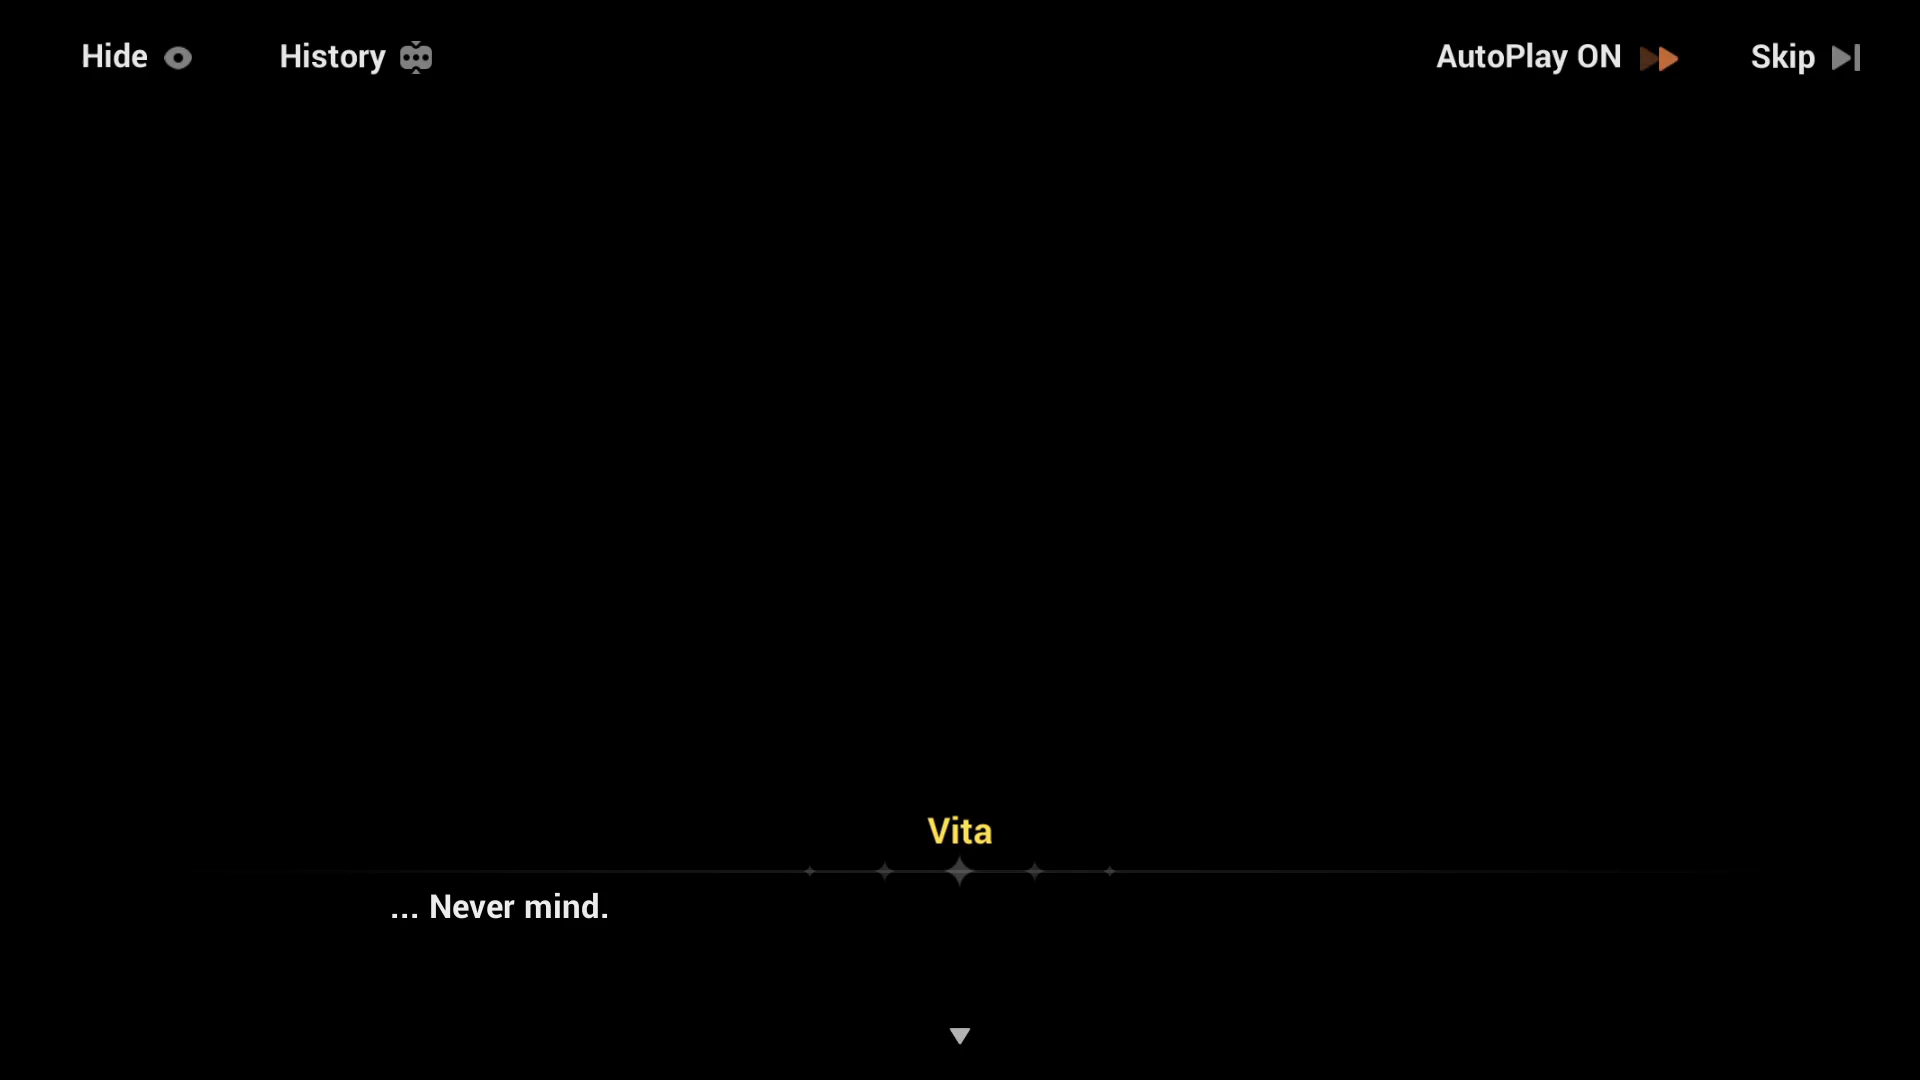 Hide
History
AutoPlay ON
Skip
Vita
... Never mind.